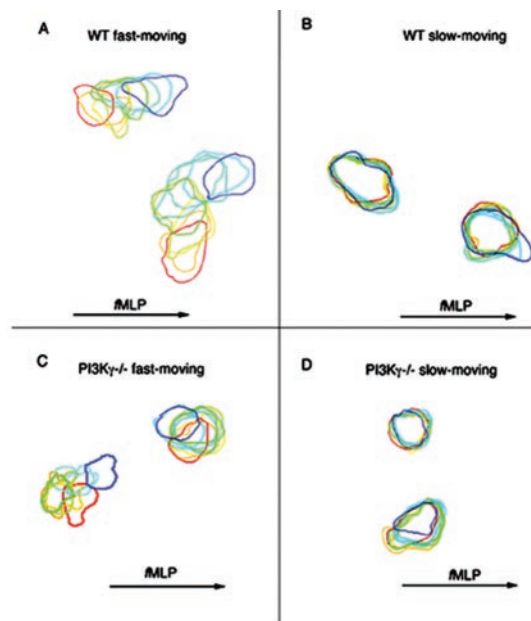 A
WT fast-moving
B
WT slow-moving
fMLP
fMLP
C
PI3Kγ-/- fast-moving
D
PI3Kγ-/- slow-moving
fMLP
fMLP